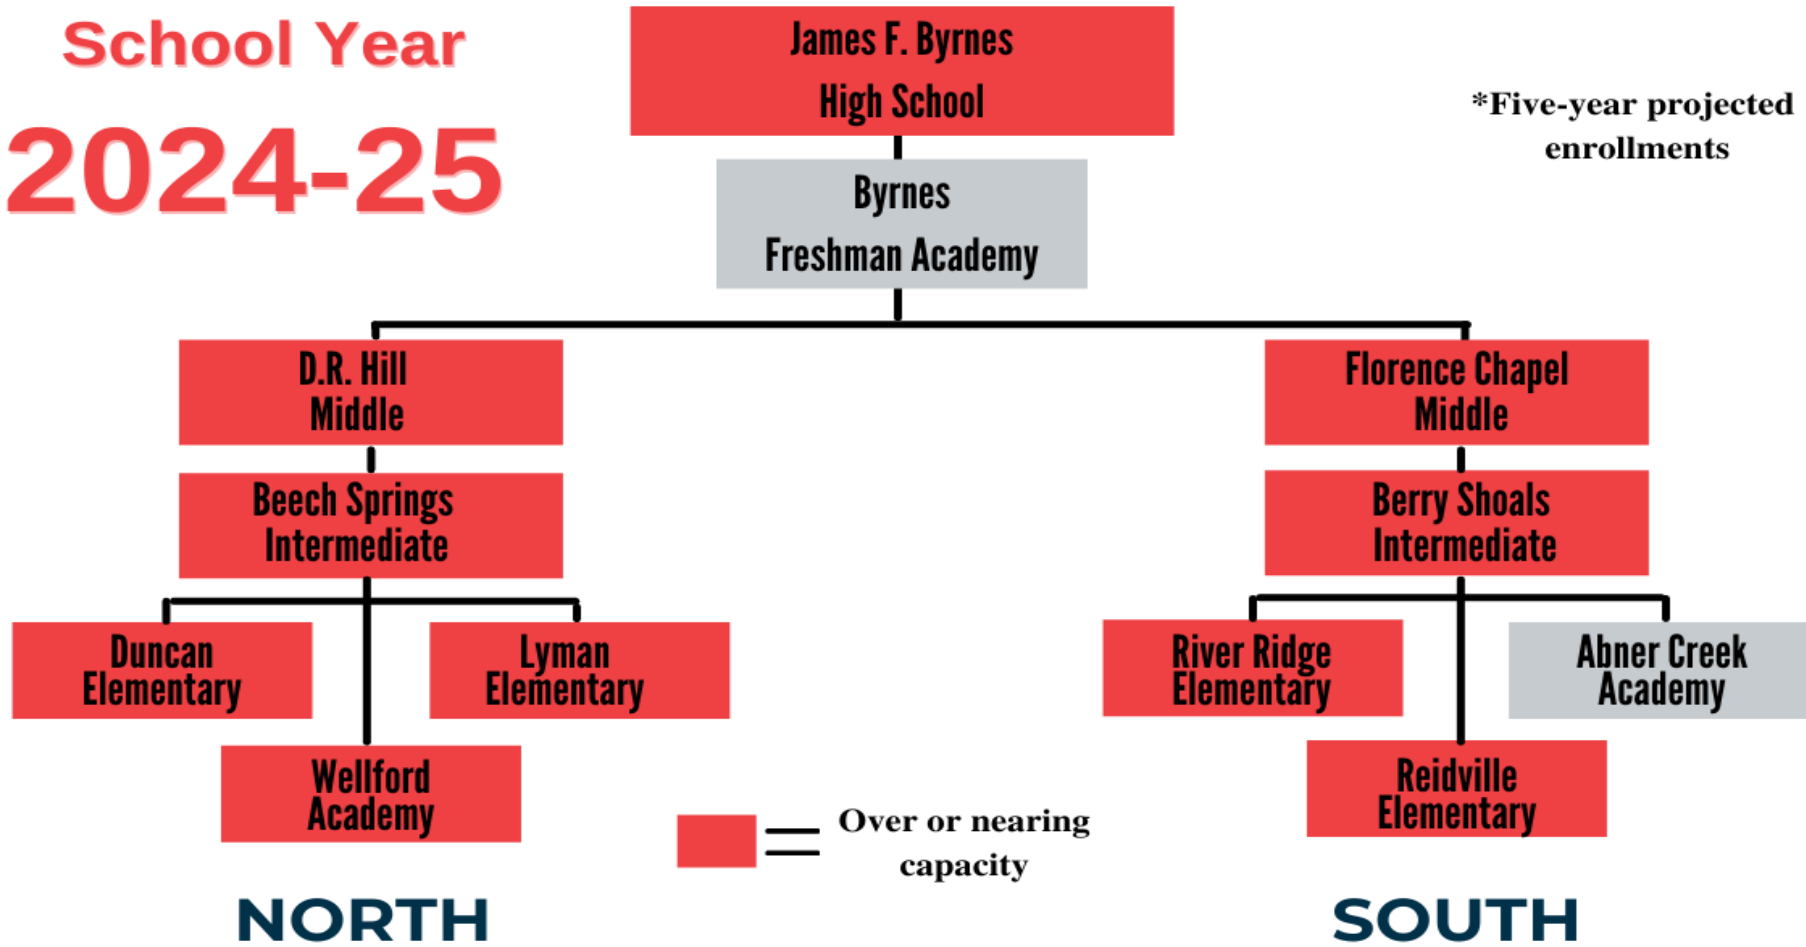 School Year
2024-25
James F. Byrnes
High School
*Five-year projected
enrollments
Byrnes
Freshman Academy
D.R. Hill
Middle
Florence Chapel
Middle
Beech Springs
Intermediate
Berry Shoals
Intermediate
Duncan
Elementary
Lyman
Elementary
River Ridge
Elementary
Abner Creek
Academy
Wellford
Academy
Reidville
Elementary
Over or nearing
capacity
NORTH
SOUTH